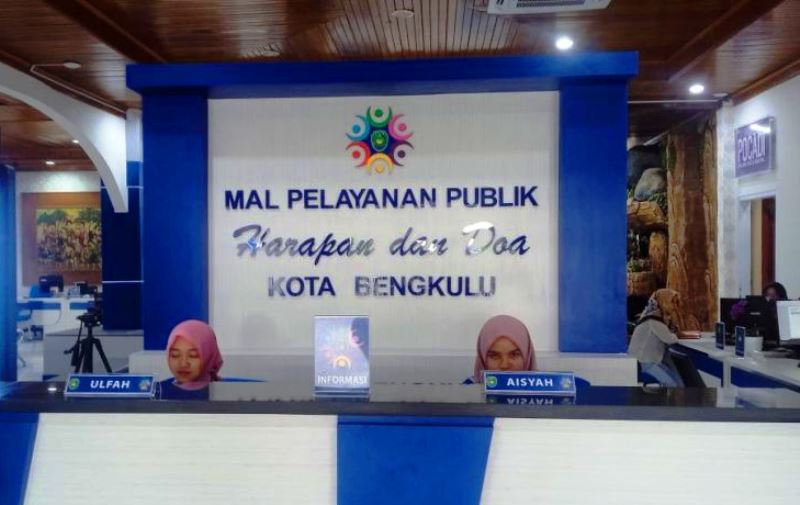 MAL PELAYANAN PUBLIK
Harapan dan Doa
KOTA BENGKULU
POCADI
INFORMASI
ULFAH
AISYAH